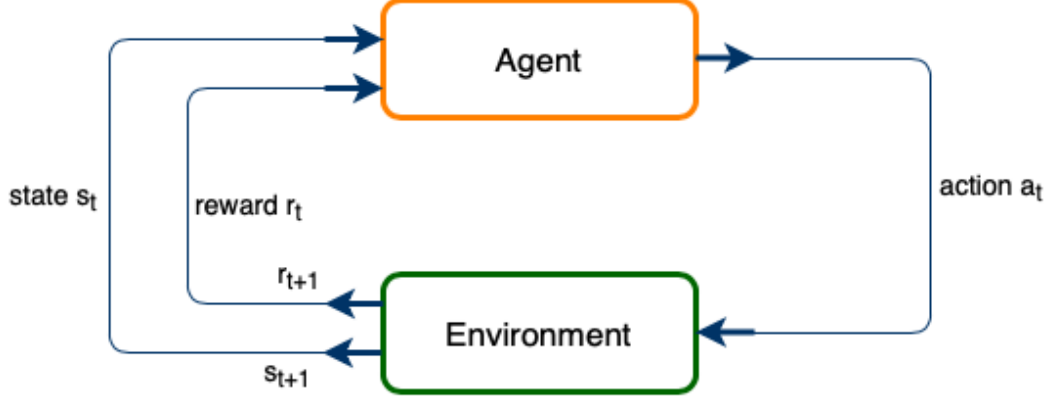 Agent
state sₜ
action aₜ
reward rₜ
rₜ₊₁
Environment
sₜ₊₁